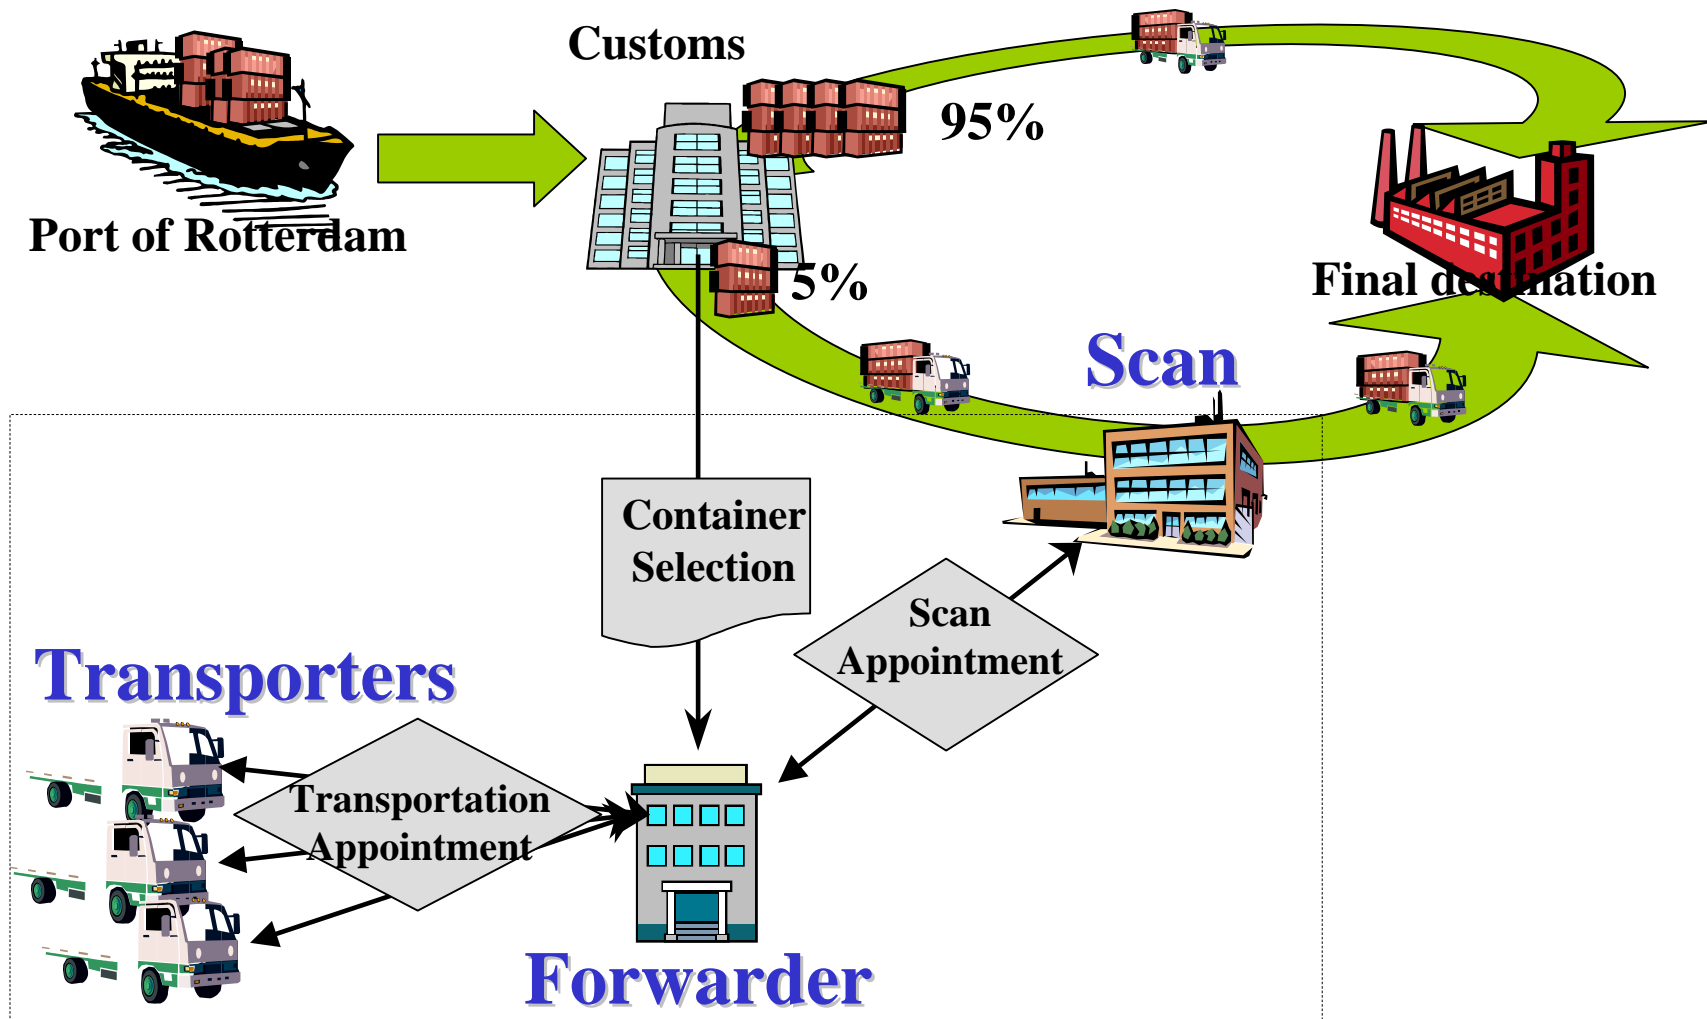 Customs
95%
Port of Rotterdam
5%
Final destination
Scan
Container
Selection
Scan
Appointment
Transporters
Transportation
Appointment
Forwarder